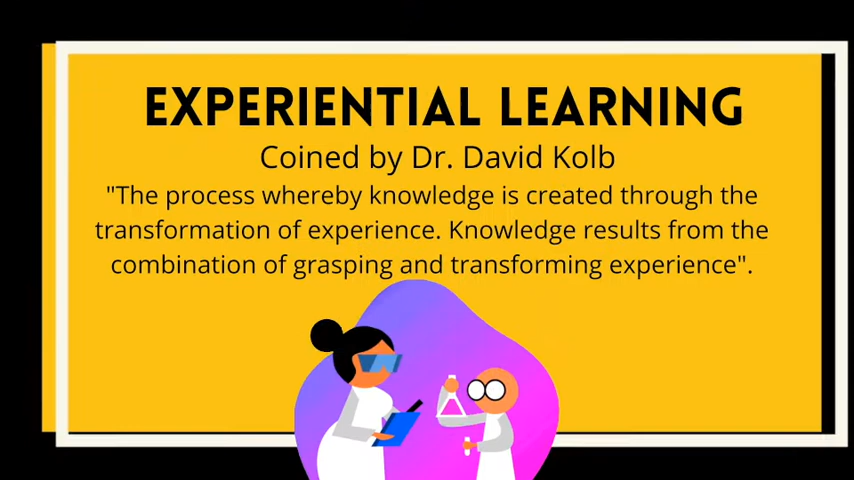 EXPERIENTIAL LEARNING
Coined by Dr. David Kolb
"The process whereby knowledge is created through the
transformation of experience. Knowledge results from the
combination of grasping and transforming experience".